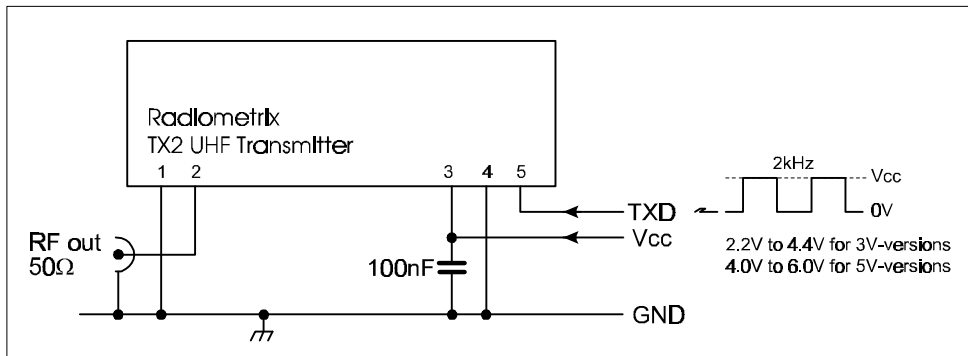 Radiometrix
TX2 UHF Transmitter
1 2 3 4 5
2kHz
Vcc
0V
TXD
Vcc
2.2V to 4.4V for 3V-versions
4.0V to 6.0V for 5V-versions
RF out
50Ω
100nF
GND